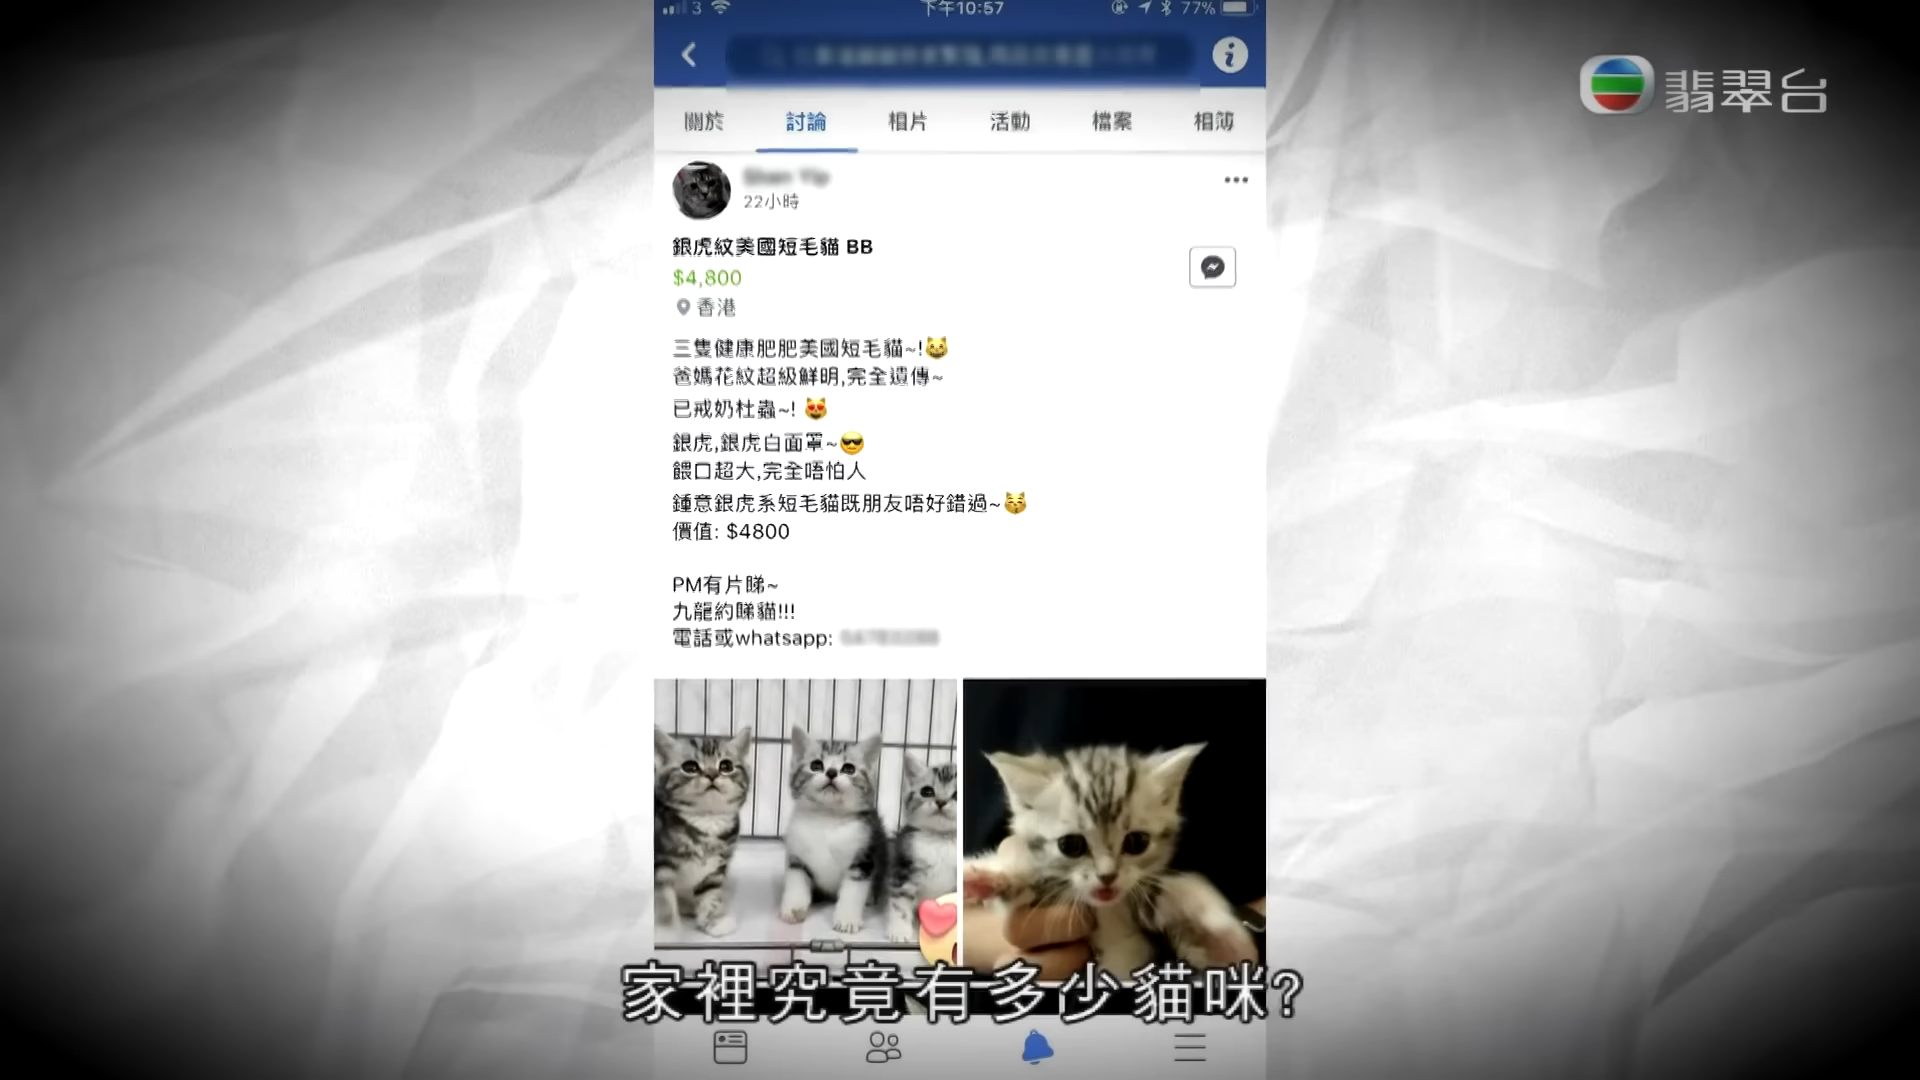 3 下午10:57 77%
翡翠台
關於 討論 相片 活動 檔案 相簿
22小時
銀虎紋美國短毛貓 BB
$4,800
香港
三隻健康肥肥美國短毛貓~!😸
爸媽花紋超級鮮明,完全遺傳~
已戒奶杜蟲~! 😻
銀虎,銀虎白面罩~😎
餵口超大,完全唔怕人
鍾意銀虎系短毛貓既朋友唔好錯過~😽
價值: $4800
PM有片睇~
九龍約睇貓!!!
電話或whatsapp:
家裡究竟有多少貓咪?